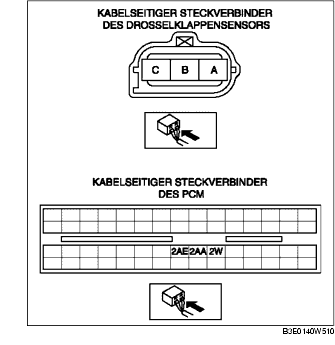 KABELSEITIGER STECKVERBINDER
DES DROSSELKLAPPENSENSORS
C B A
KABELSEITIGER STECKVERBINDER
DES PCM
2AE 2AA 2W
B3E0140W510